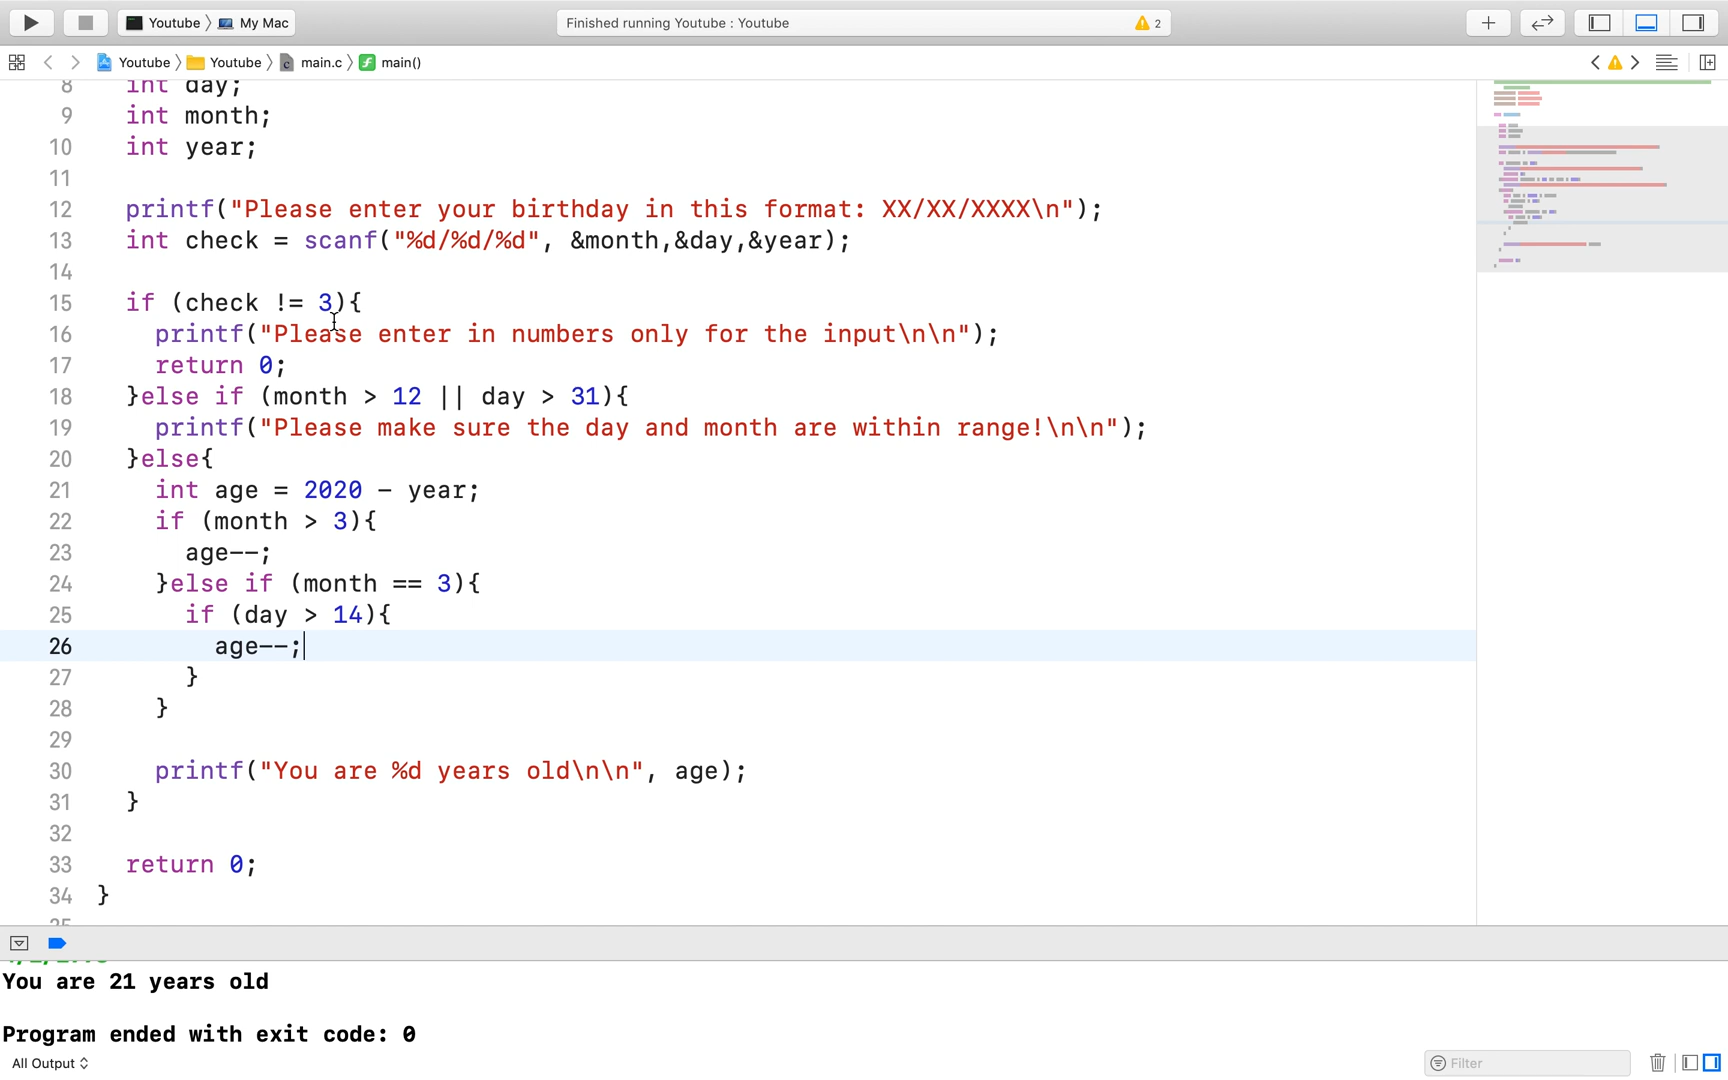 Youtube 〉 My Mac
Finished running Youtube : Youtube
2
Youtube 〉 Youtube 〉 main.c 〉 main()
8 int day;
9 int month;
10 int year;
11
12 printf("Please enter your birthday in this format: XX/XX/XXXX\n");
13 int check = scanf("%d/%d/%d", &month,&day,&year);
14
15 if (check != 3){
16 printf("Please enter in numbers only for the input\n\n");
17 return 0;
18 }else if (month > 12 || day > 31){
19 printf("Please make sure the day and month are within range!\n\n");
20 }else{
21 int age = 2020 - year;
22 if (month > 3){
23 age--;
24 }else if (month == 3){
25 if (day > 14){
26 age--;
27 }
28 }
29
30 printf("You are %d years old\n\n", age);
31 }
32
33 return 0;
34 }
You are 21 years old
Program ended with exit code: 0
All Output
Filter